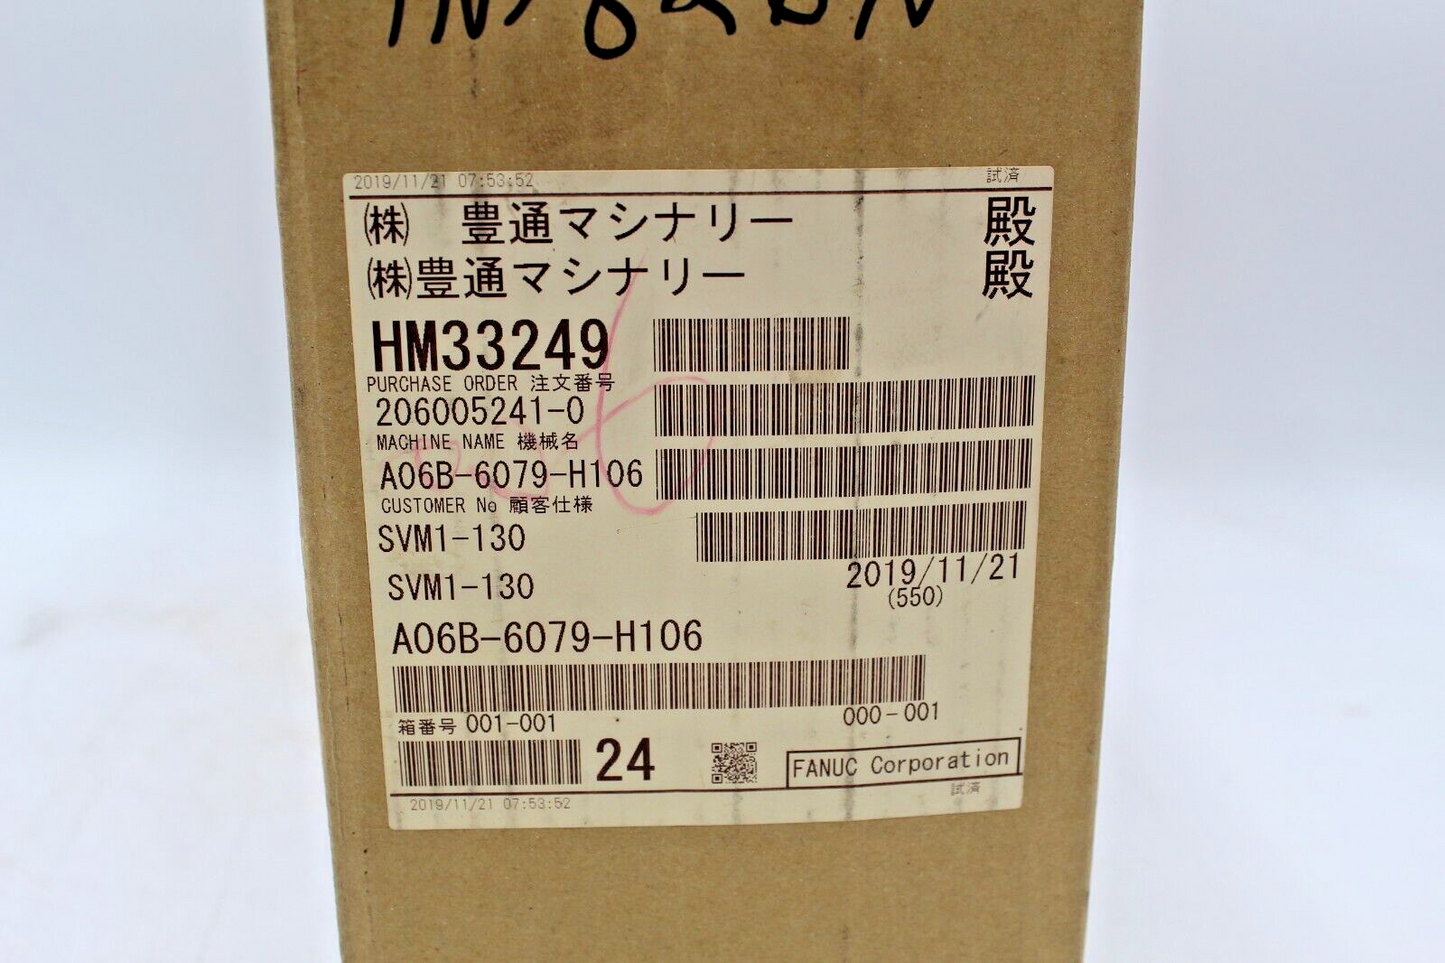 2019/11/21 07:53:52 試済
(株) 豊通マシナリー 殿
(株)豊通マシナリー 殿
HM33249
PURCHASE ORDER 注文番号
206005241-0
MACHINE NAME 機械名
A06B-6079-H106
CUSTOMER No 顧客仕様
SVM1-130
SVM1-130 2019/11/21
(550)
A06B-6079-H106
箱番号 001-001 000-001
24 FANUC Corporation
2019/11/21 07:53:52 試済